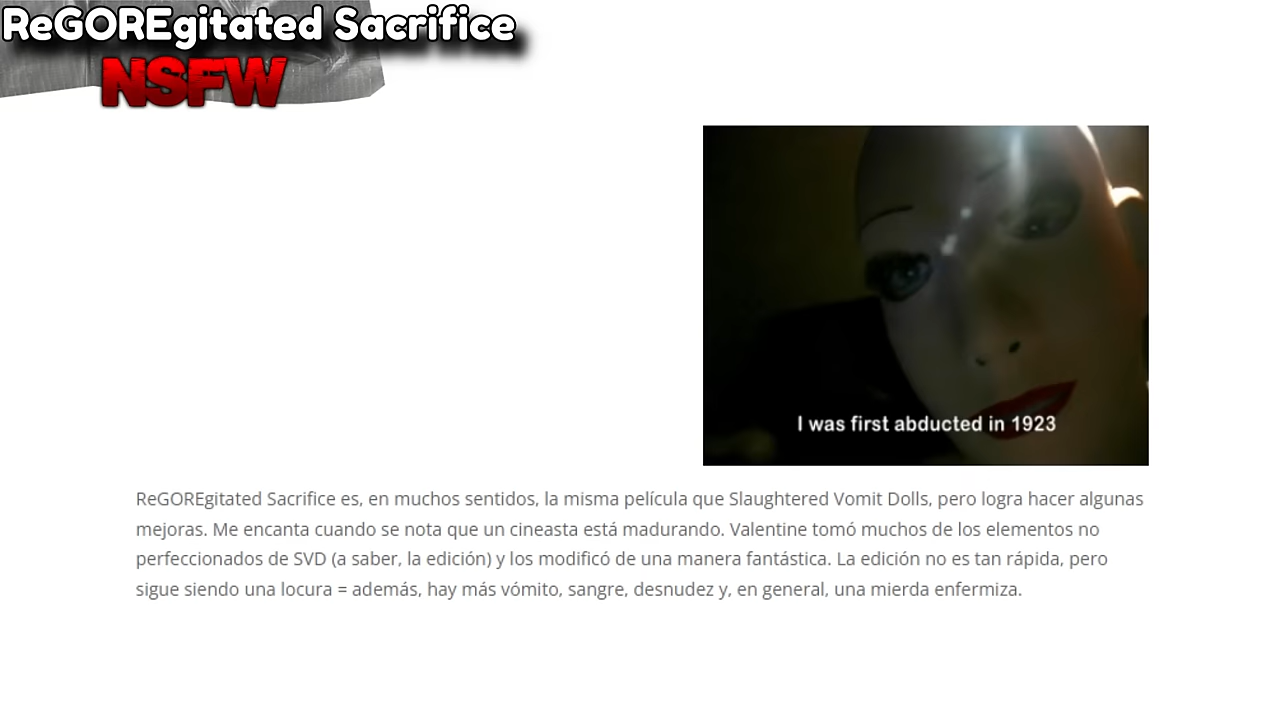 ReGOREgitated Sacrifice
NSFW
I was first abducted in 1923
ReGOREgitated Sacrifice es, en muchos sentidos, la misma película que Slaughtered Vomit Dolls, pero logra hacer algunas
mejoras. Me encanta cuando se nota que un cineasta está madurando. Valentine tomó muchos de los elementos no
perfeccionados de SVD (a saber, la edición) y los modificó de una manera fantástica. La edición no es tan rápida, pero
sigue siendo una locura = además, hay más vómito, sangre, desnudez y, en general, una mierda enfermiza.